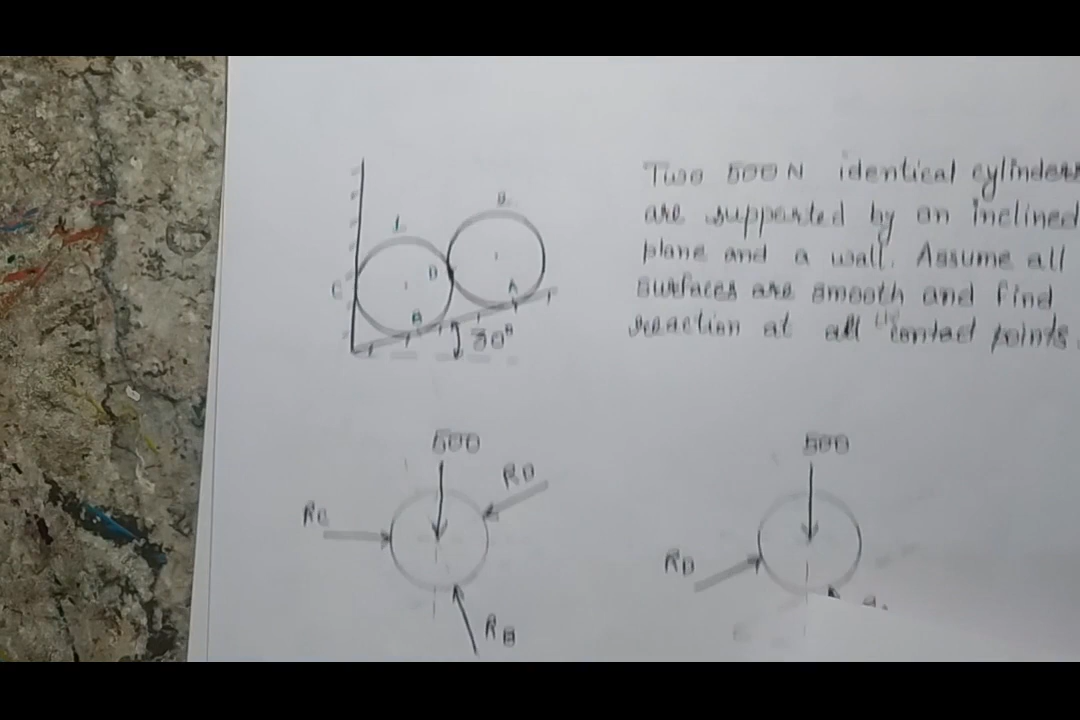 Two 500N identical cylinders
are supported by an inclined
plane and a wall. Assume all
surfaces are smooth and find
reaction at all contact points.
C
D
B
A
30°
500
RD
RC
RB
500
RD